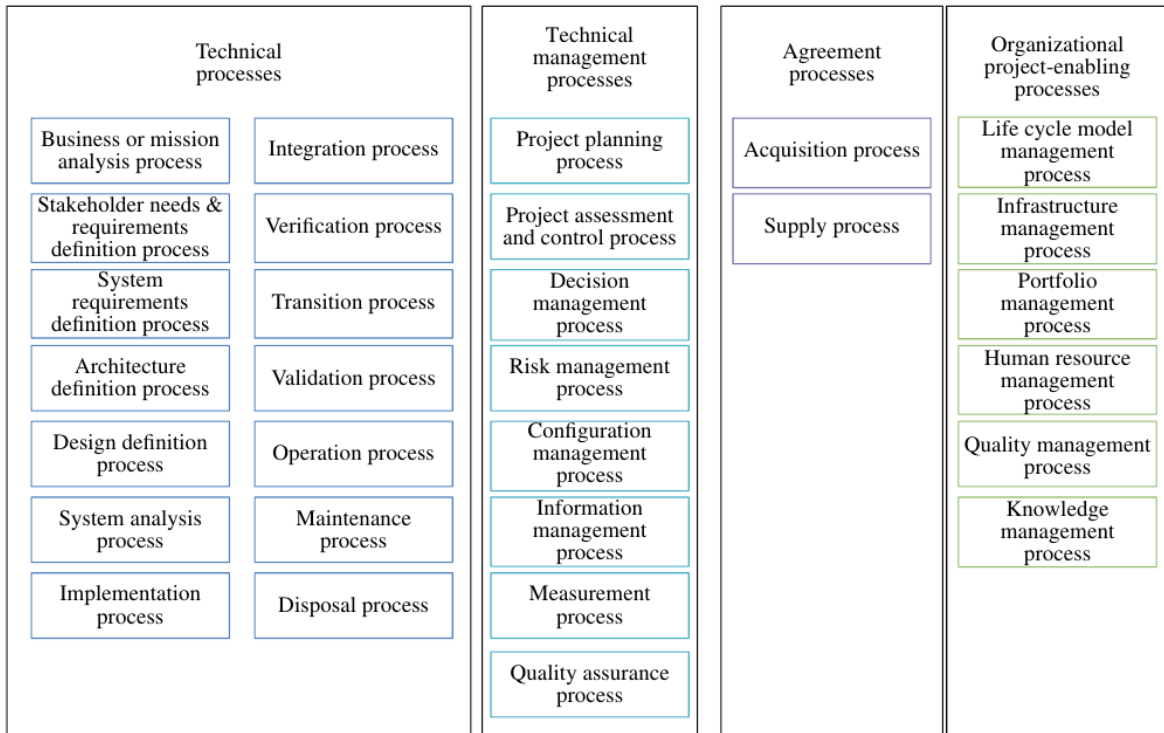 Technical
processes
Business or mission
analysis process
Stakeholder needs &
requirements
definition process
System
requirements
definition process
Architecture
definition process
Design definition
process
System analysis
process
Implementation
process
Integration process
Verification process
Transition process
Validation process
Operation process
Maintenance
process
Disposal process
Technical
management
processes
Project planning
process
Project assessment
and control process
Decision
management
process
Risk management
process
Configuration
management
process
Information
management
process
Measurement
process
Quality assurance
process
Agreement
processes
Acquisition process
Supply process
Organizational
project-enabling
processes
Life cycle model
management
process
Infrastructure
management
process
Portfolio
management
process
Human resource
management
process
Quality management
process
Knowledge
management
process